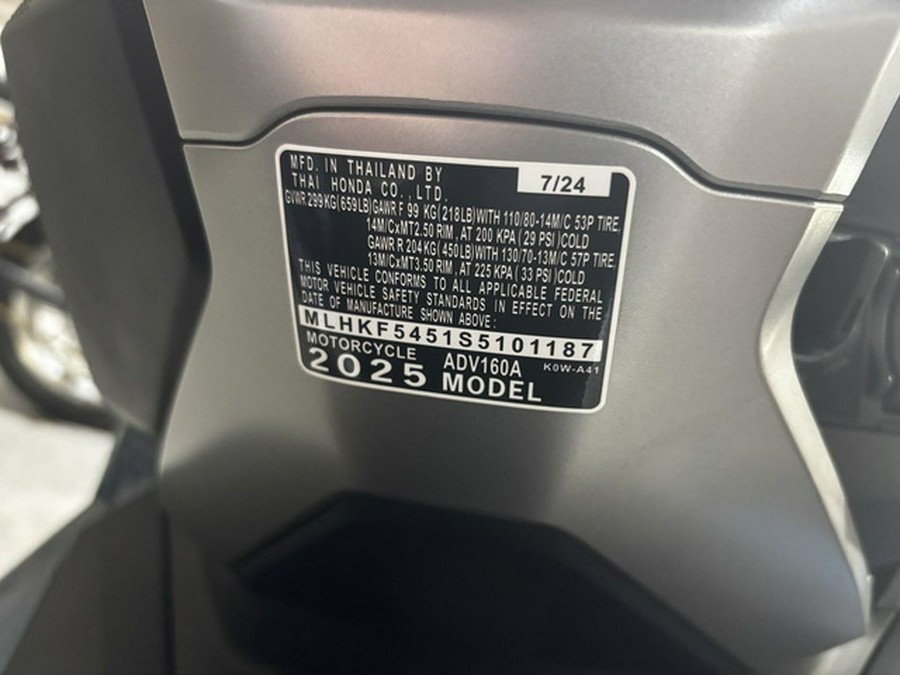 MFD. IN THAILAND BY
THAI HONDA CO., LTD.
7/24
GVWR 299 KG (659LB) GAWR F 99 KG (218LB) WITH 110/80-14M/C 53P TIRE,
14M/CxMT2.50 RIM, AT 200 KPA (29 PSI) COLD
GAWR R 204 KG (450LB) WITH 130/70-13M/C 57P TIRE,
13M/CxMT3.50 RIM, AT 225 KPA (33 PSI) COLD
THIS VEHICLE CONFORMS TO ALL APPLICABLE FEDERAL
MOTOR VEHICLE SAFETY STANDARDS IN EFFECT ON THE
DATE OF MANUFACTURE SHOWN ABOVE:
MLHKF5451S5101187
MOTORCYCLE ADV160A K0W-A41
2025 MODEL